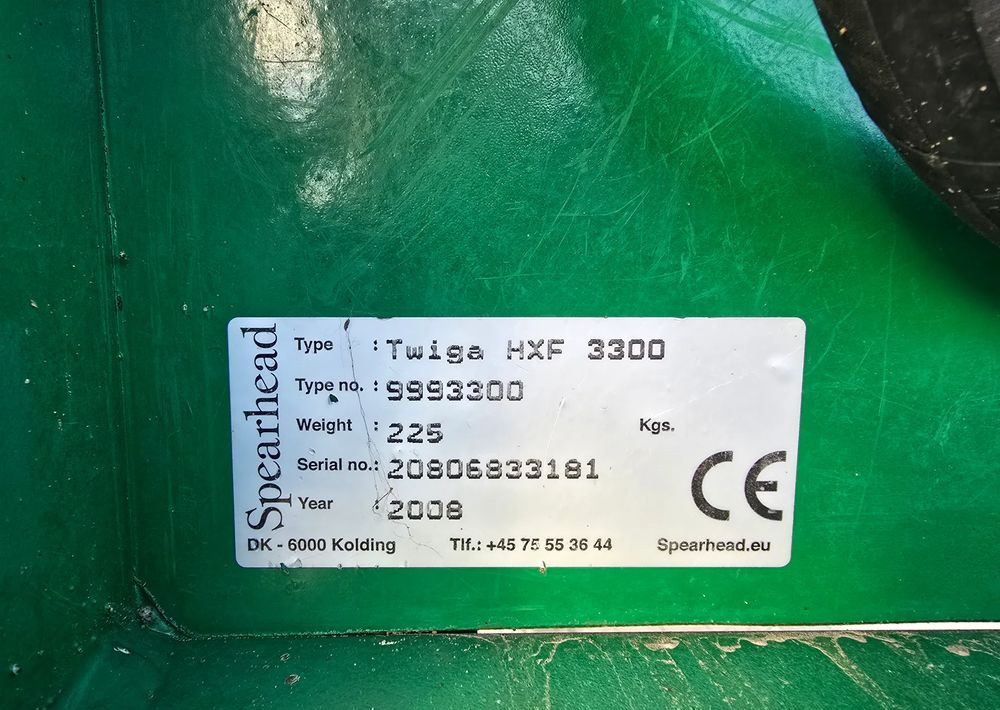 Spearhead
Type : Twiga HXF 3300
Type no. : 9993300
Weight : 225 Kgs.
Serial no.: 20806833181
Year : 2008
CE
DK - 6000 Kolding Tlf.: +45 75 55 36 44 Spearhead.eu